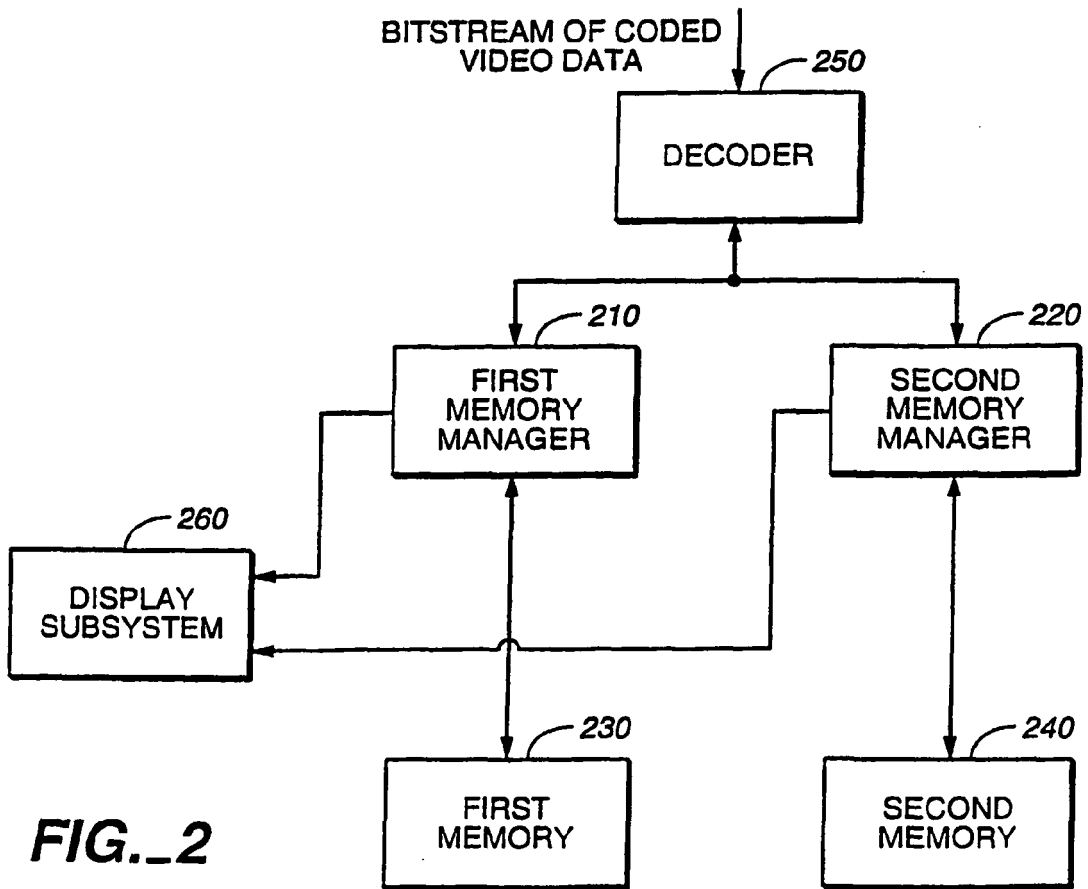 BITSTREAM OF CODED
VIDEO DATA
250
DECODER
210
220
FIRST
MEMORY
MANAGER
SECOND
MEMORY
MANAGER
260
DISPLAY
SUBSYSTEM
230
240
FIRST
MEMORY
SECOND
MEMORY
FIG._2